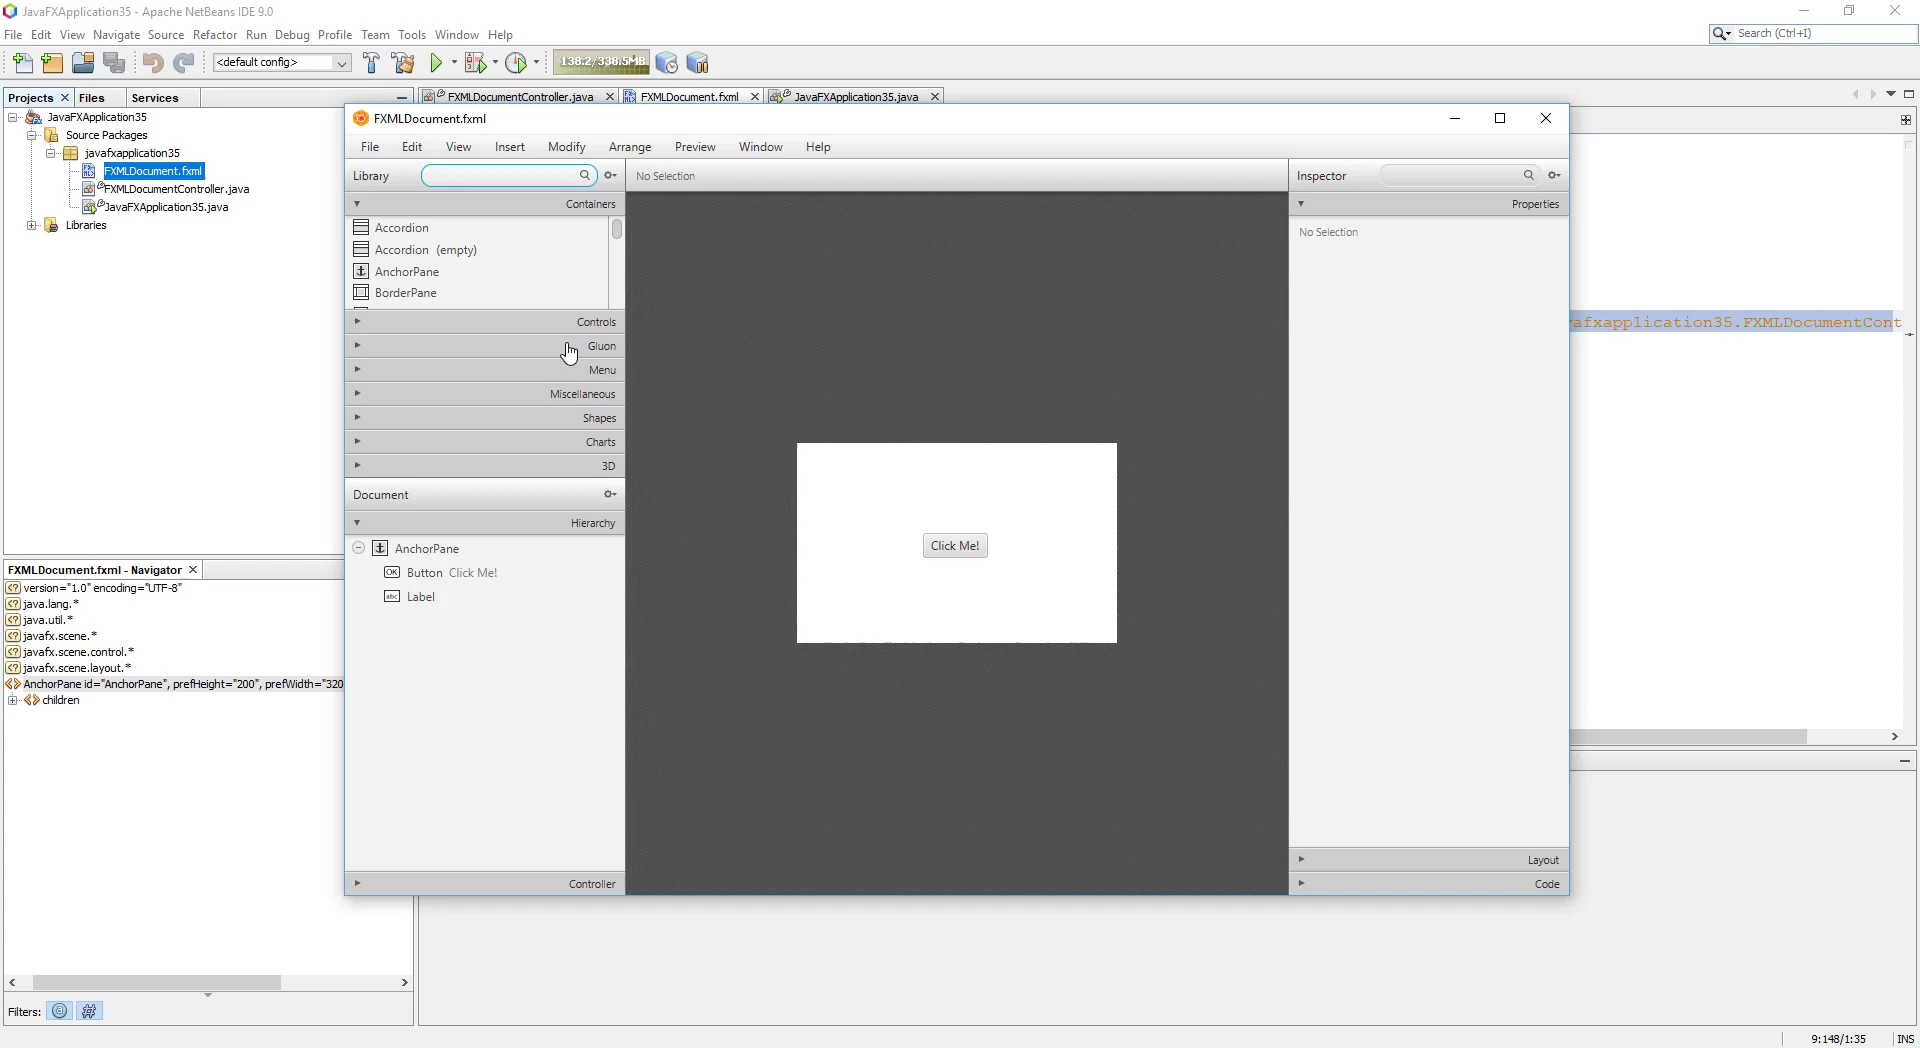 JavaFXApplication35 - Apache NetBeans IDE 9.0
File Edit View Navigate Source Refactor Run Debug Profile Team Tools Window Help
Search (Ctrl+I)
<default config>
138.2/338.5MB
Projects Files Services
FXMLDocumentController.java FXMLDocument.fxml JavaFXApplication35.java
JavaFXApplication35
Source Packages
javafxapplication35
FXMLDocument.fxml
FXMLDocumentController.java
JavaFXApplication35.java
Libraries
FXMLDocument.fxml - Navigator
<?> version="1.0" encoding="UTF-8"
<?> java.lang.*
<?> java.util.*
<?> javafx.scene.*
<?> javafx.scene.control.*
<?> javafx.scene.layout.*
<> AnchorPane id="AnchorPane", prefHeight="200", prefWidth="320
<> children
Filters: @ #
FXMLDocument.fxml
File Edit View Insert Modify Arrange Preview Window Help
Library
Containers
Accordion
Accordion (empty)
AnchorPane
BorderPane
Controls
Gluon
Menu
Miscellaneous
Shapes
Charts
3D
Document
Hierarchy
AnchorPane
OK Button Click Me!
abc Label
Controller
No Selection
Click Me!
Inspector
Properties
No Selection
Layout
Code
afxapplication35.FXMLDocumentCont
9:148/1:35 INS